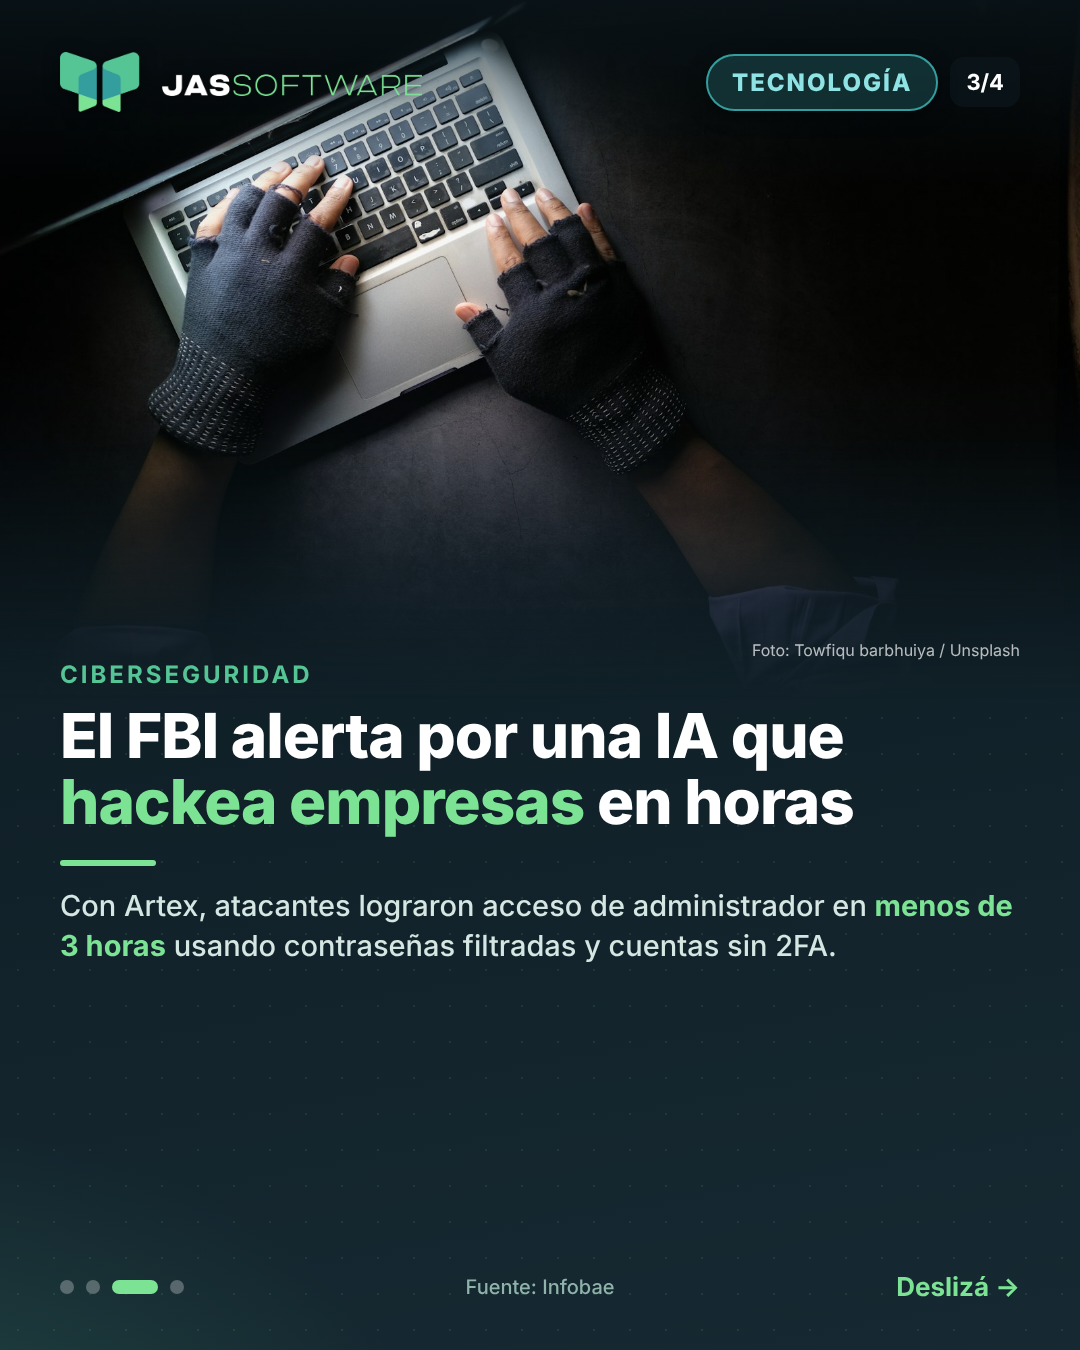 JASSOFTWARE
TECNOLOGÍA
3/4
Foto: Towfiqu barbhuiya / Unsplash
CIBERSEGURIDAD
El FBI alerta por una IA que
hackea empresas en horas
Con Artex, atacantes lograron acceso de administrador en menos de
3 horas usando contraseñas filtradas y cuentas sin 2FA.
Fuente: Infobae
Deslizá →